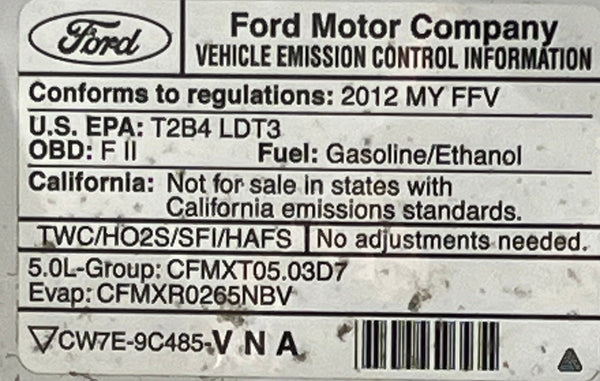 Ford
Ford Motor Company
VEHICLE EMISSION CONTROL INFORMATION
Conforms to regulations: 2012 MY FFV
U.S. EPA: T2B4 LDT3
OBD: F II Fuel: Gasoline/Ethanol
California: Not for sale in states with
California emissions standards.
TWC/HO2S/SFI/HAFS No adjustments needed.
5.0L-Group: CFMXT05.03D7
Evap: CFMXR0265NBV
CW7E-9C485-V N A